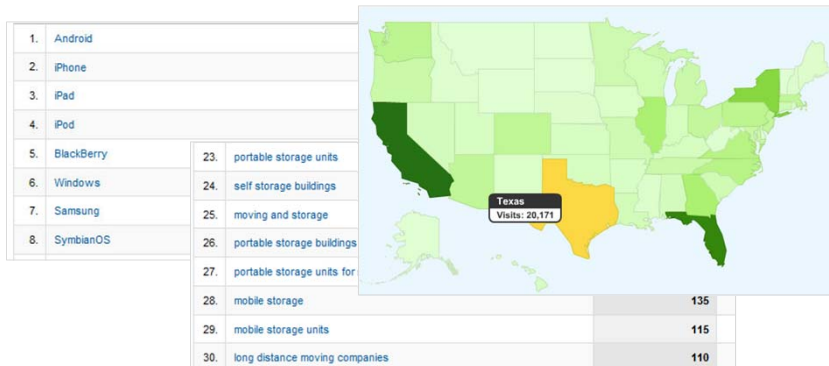 1. Android
2. iPhone
3. iPad
4. iPod
5. BlackBerry
6. Windows
7. Samsung
8. SymbianOS
23. portable storage units
24. self storage buildings
25. moving and storage
26. portable storage buildings
27. portable storage units for
28. mobile storage 135
29. mobile storage units 115
30. long distance moving companies 110
Texas
Visits: 20,171